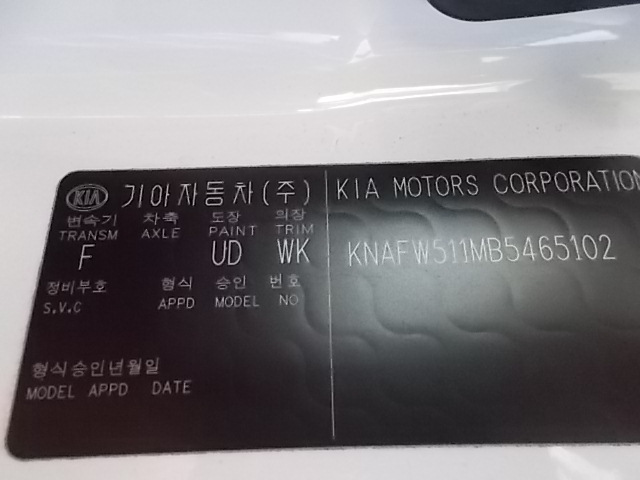 KIA 기아자동차(주) KIA MOTORS CORPORATION
변속기 차축 도장 의장
TRANSM AXLE PAINT TRIM
F UD WK KNAFW511MB5465102
정비부호 형식 승인 번호
S.V.C APPD MODEL NO
형식승인년월일
MODEL APPD DATE